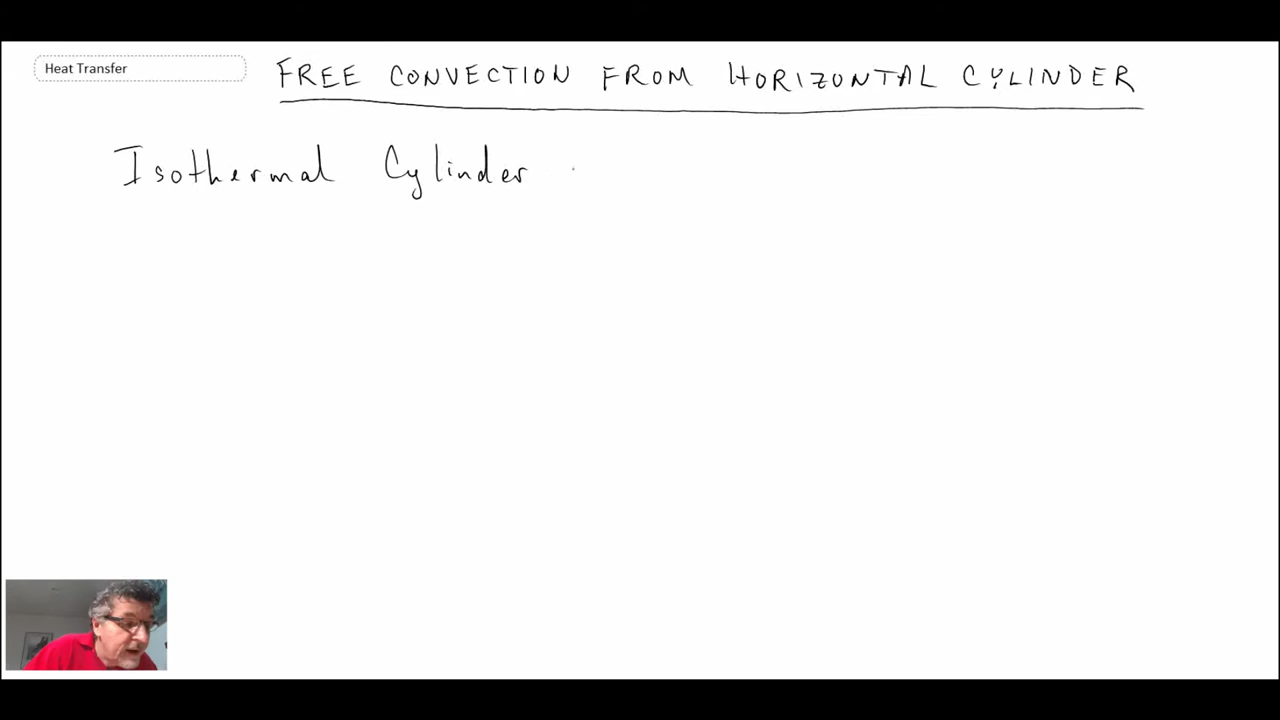 Heat Transfer
FREE CONVECTION FROM HORIZONTAL CYLINDER
Isothermal Cylinder